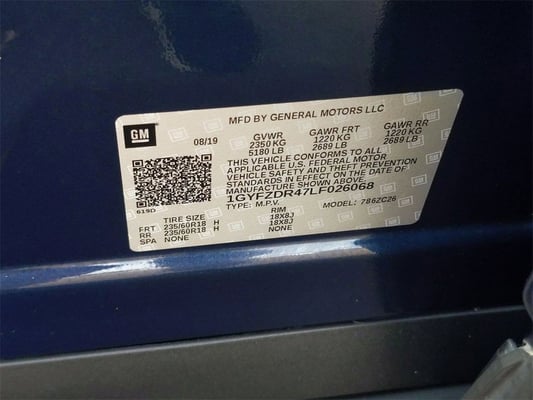 MFD BY GENERAL MOTORS LLC
GM
08/19 GVWR GAWR FRT GAWR RR
2350 KG 1220 KG 1220 KG
5180 LB 2689 LB 2689 LB
THIS VEHICLE CONFORMS TO ALL
APPLICABLE U.S. FEDERAL MOTOR
VEHICLE SAFETY AND THEFT PREVENTION
STANDARDS IN EFFECT ON THE DATE OF
MANUFACTURE SHOWN ABOVE.
1GYFZDR47LF026068
TYPE: M.P.V. MODEL: 786ZC26
619D
TIRE SIZE RIM
FRT 235/60R18 H 18X8J
RR 235/60R18 H 18X8J
SPA NONE NONE